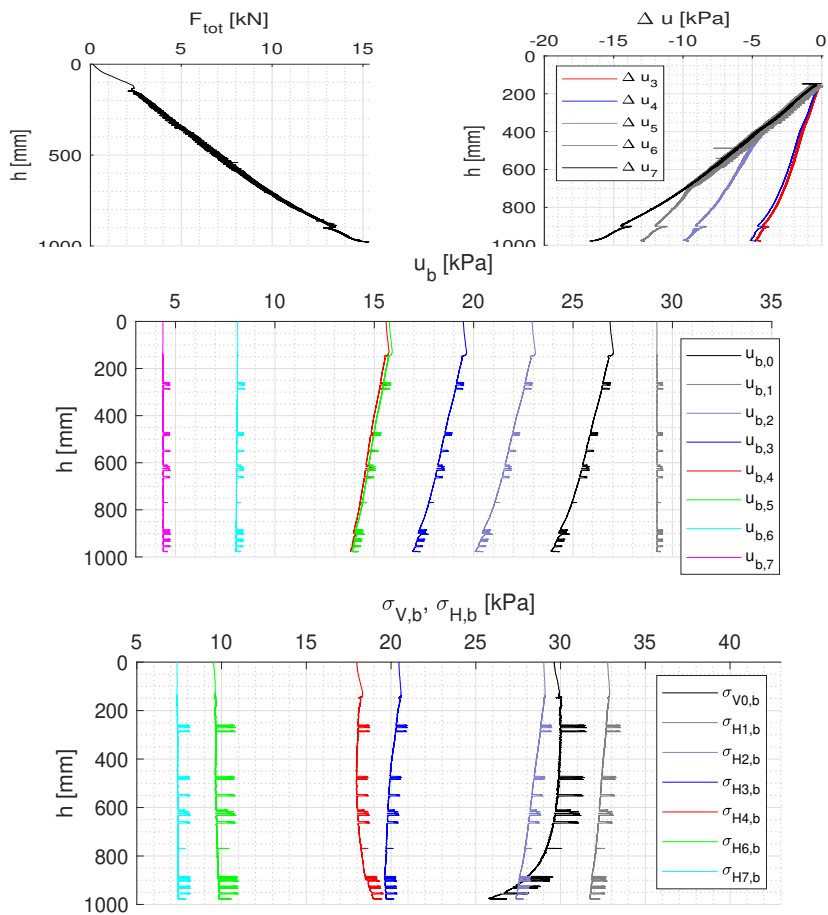 F_tot [kN]
0 5 10 15
0
500
1000
h [mm]
Δ u [kPa]
-20 -15 -10 -5 0
0
200
400
600
800
1000
h [mm]
Δ u_3
Δ u_4
Δ u_5
Δ u_6
Δ u_7
u_b [kPa]
5 10 15 20 25 30 35
0
200
400
600
800
1000
h [mm]
u_b,0
u_b,1
u_b,2
u_b,3
u_b,4
u_b,5
u_b,6
u_b,7
σ_V,b, σ_H,b [kPa]
5 10 15 20 25 30 35 40
0
200
400
600
800
1000
h [mm]
σ_V0,b
σ_H1,b
σ_H2,b
σ_H3,b
σ_H4,b
σ_H6,b
σ_H7,b